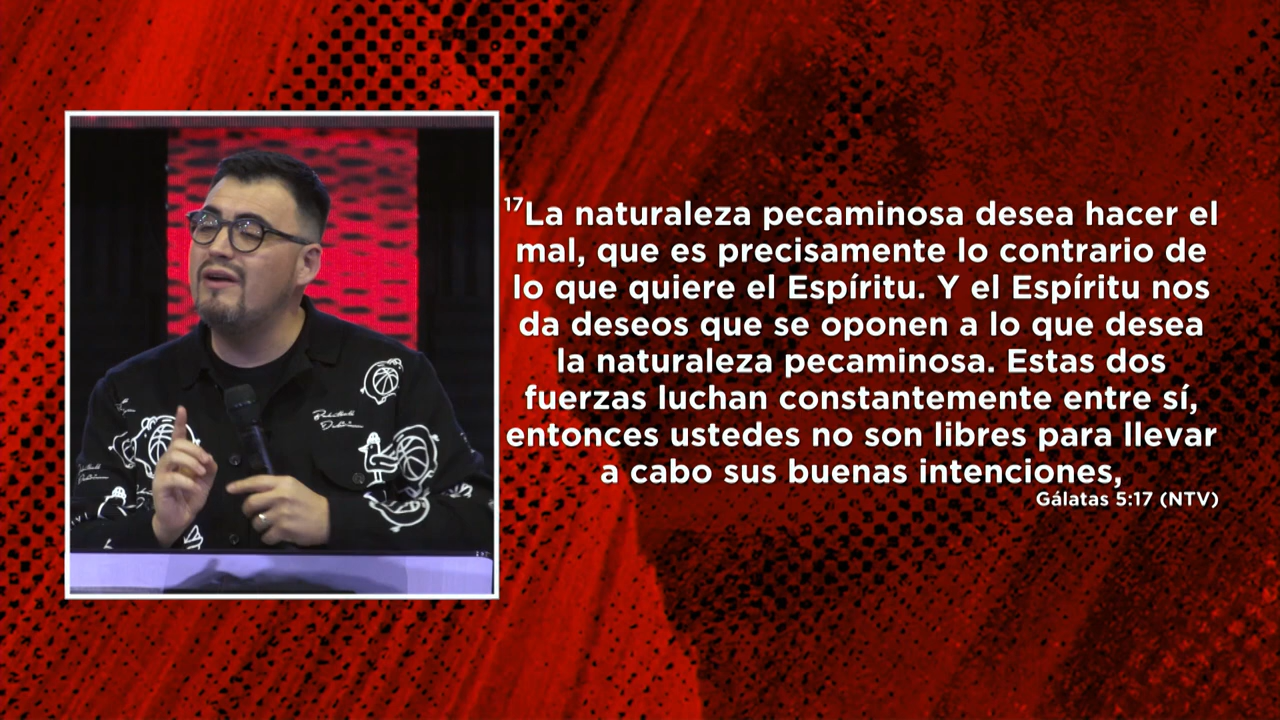 17La naturaleza pecaminosa desea hacer el
mal, que es precisamente lo contrario de
lo que quiere el Espíritu. Y el Espíritu nos
da deseos que se oponen a lo que desea
la naturaleza pecaminosa. Estas dos
fuerzas luchan constantemente entre sí,
entonces ustedes no son libres para llevar
a cabo sus buenas intenciones,
Gálatas 5:17 (NTV)